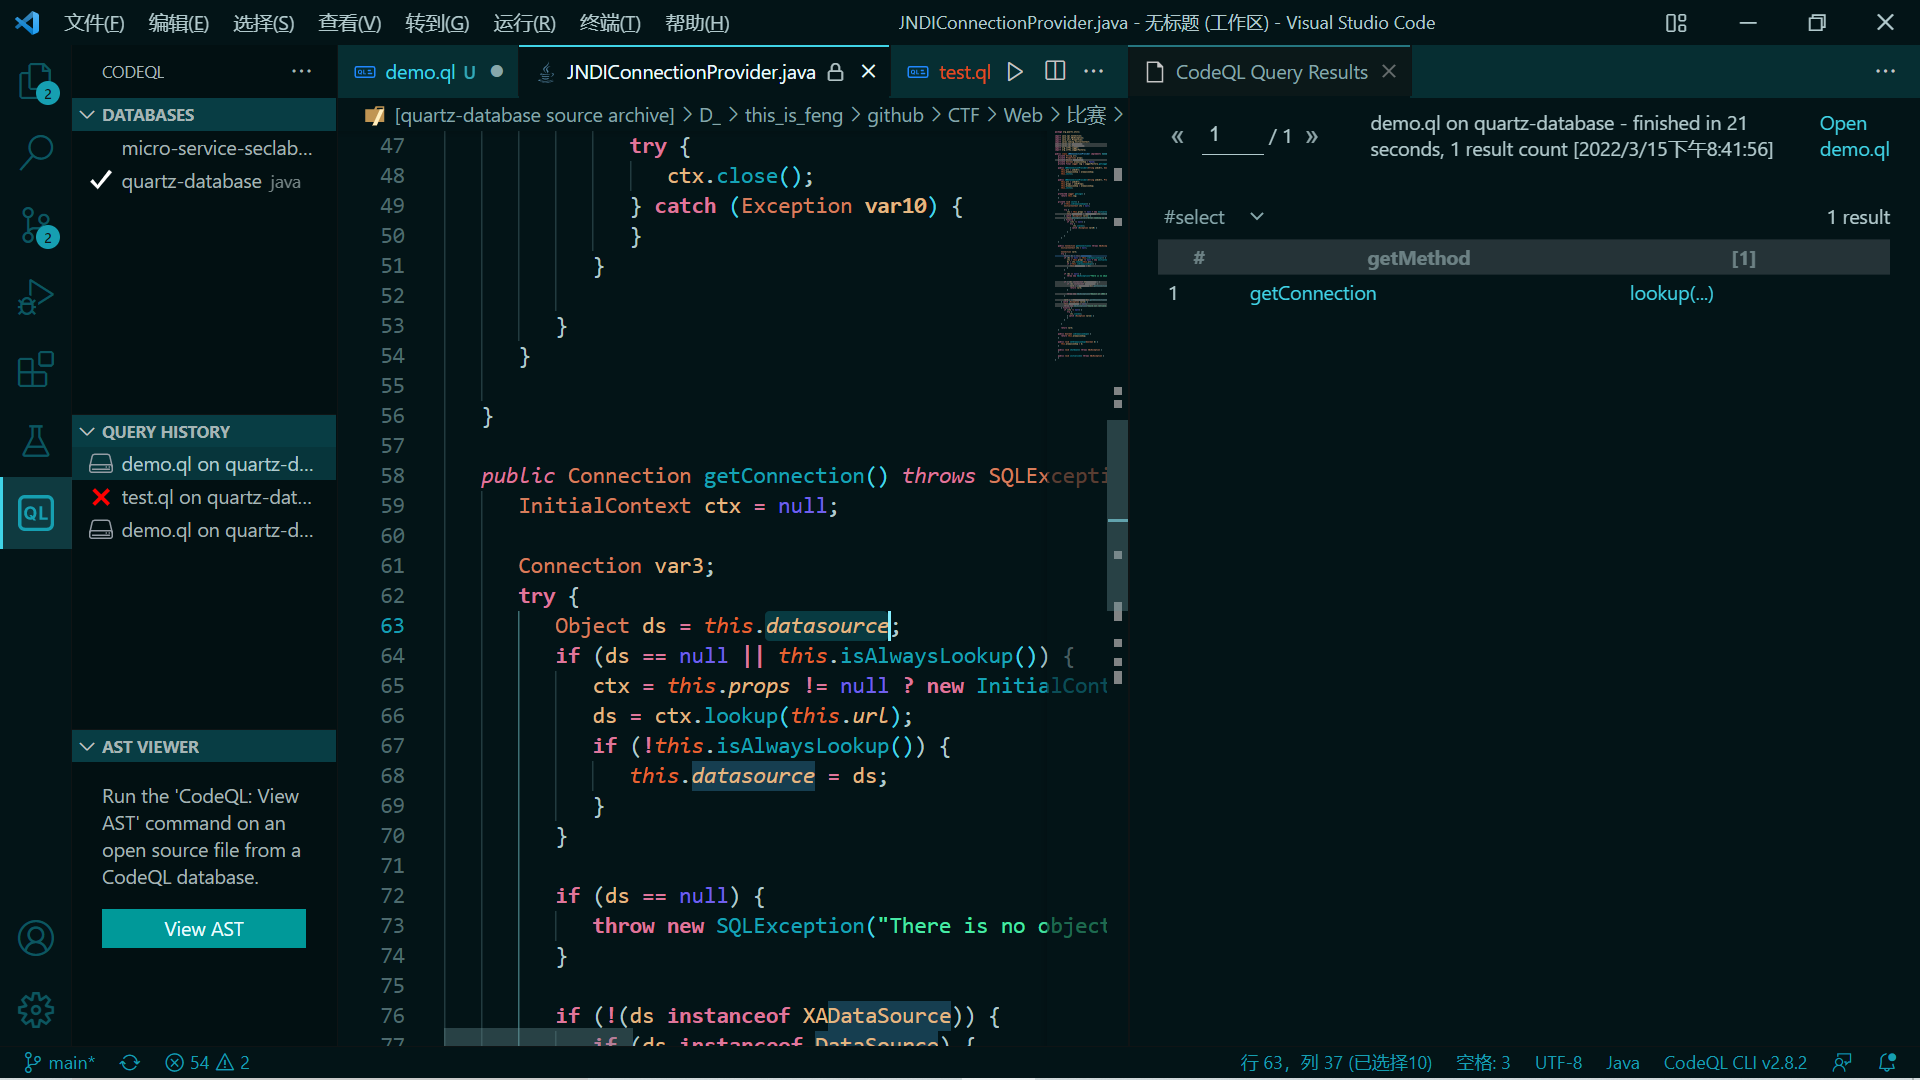 文件(F) 编辑(E) 选择(S) 查看(V) 转到(G) 运行(R) 终端(T) 帮助(H) JNDIConnectionProvider.java - 无标题 (工作区) - Visual Studio Code
CODEQL
demo.ql U
JNDIConnectionProvider.java
test.ql
CodeQL Query Results
DATABASES
micro-service-seclab...
quartz-database java
QUERY HISTORY
demo.ql on quartz-d...
test.ql on quartz-dat...
demo.ql on quartz-d...
AST VIEWER
Run the 'CodeQL: View
AST' command on an
open source file from a
CodeQL database.
View AST
2
2
QL
[quartz-database source archive] > D_ > this_is_feng > github > CTF > Web > 比赛 >
47 try {
48 ctx.close();
49 } catch (Exception var10) {
50 }
51 }
52
53 }
54 }
55
56 }
57
58 public Connection getConnection() throws SQLExcepti
59 InitialContext ctx = null;
60
61 Connection var3;
62 try {
63 Object ds = this.datasource;
64 if (ds == null || this.isAlwaysLookup()) {
65 ctx = this.props != null ? new InitialCont
66 ds = ctx.lookup(this.url);
67 if (!this.isAlwaysLookup()) {
68 this.datasource = ds;
69 }
70 }
71
72 if (ds == null) {
73 throw new SQLException("There is no object
74 }
75
76 if (!(ds instanceof XADataSource)) {
77 if (ds instanceof DataSource) {
« 1 / 1 »
demo.ql on quartz-database - finished in 21
seconds, 1 result count [2022/3/15下午8:41:56]
Open
demo.ql
#select
1 result
# getMethod [1]
1 getConnection lookup(...)
main* 54 2
行 63，列 37 (已选择10) 空格: 3 UTF-8 Java CodeQL CLI v2.8.2